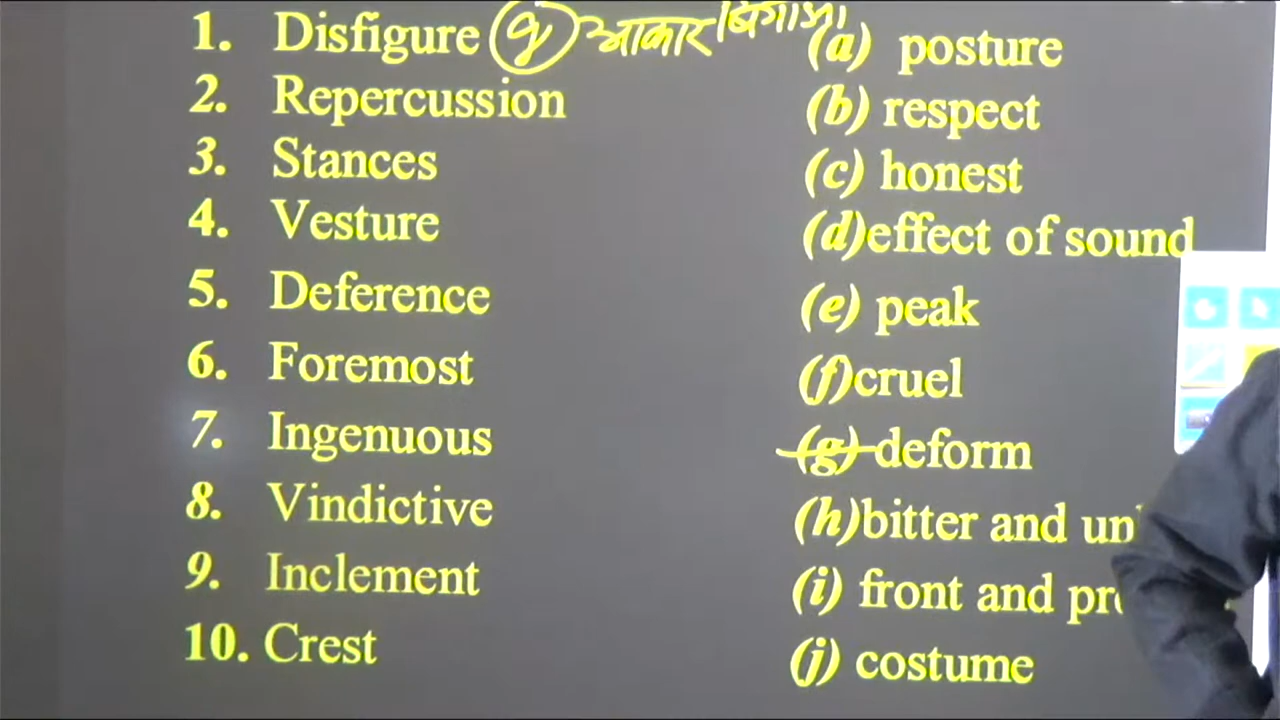 1. Disfigure (g) आकार बिगाड़ना (a) posture
2. Repercussion (b) respect
3. Stances (c) honest
4. Vesture (d)effect of sound
5. Deference (e) peak
6. Foremost (f)cruel
7. Ingenuous (g) deform
8. Vindictive (h)bitter and
9. Inclement (i) front and
10. Crest (j) costume